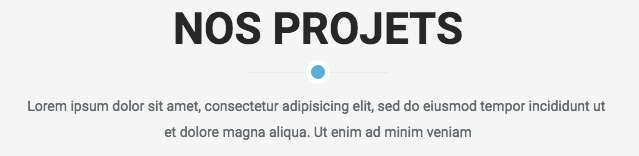 NOS PROJETS
Lorem ipsum dolor sit amet, consectetur adipisicing elit, sed do eiusmod tempor incididunt ut
et dolore magna aliqua. Ut enim ad minim veniam